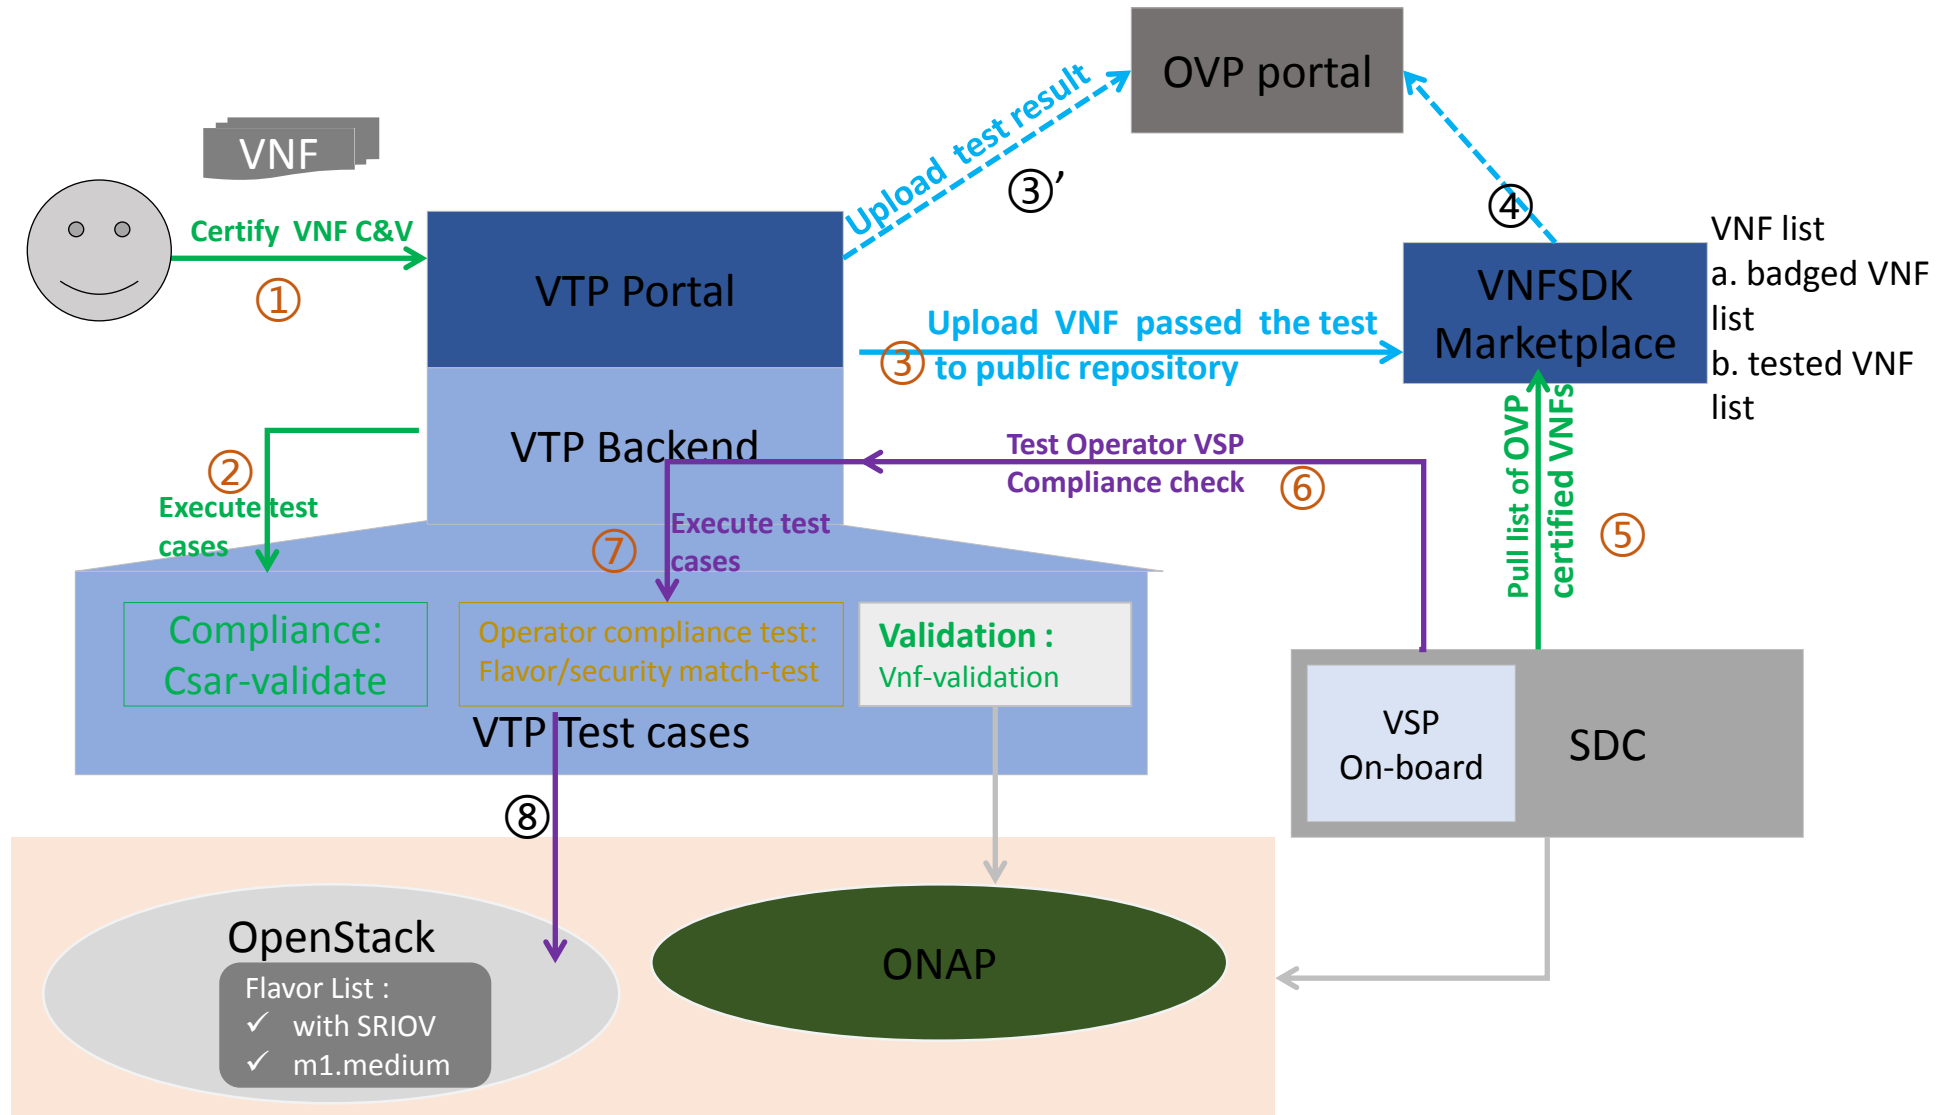 OVP portal
VNF
Upload test result
③’
④
Certify VNF C&V
①
VTP Portal
VNFSDK
Marketplace
VNF list
a. badged VNF
list
b. tested VNF
list
Upload VNF passed the test
③
to public repository
VTP Backend
②
Execute test
cases
Test Operator VSP
Compliance check
⑥
Pull list of OVP
certified VNFs
⑤
⑦
Execute test
cases
Compliance:
Csar-validate
Operator compliance test:
Flavor/security match-test
Validation :
Vnf-validation
VTP Test cases
VSP
On-board
SDC
⑧
OpenStack
Flavor List :
✓ with SRIOV
✓ m1.medium
ONAP